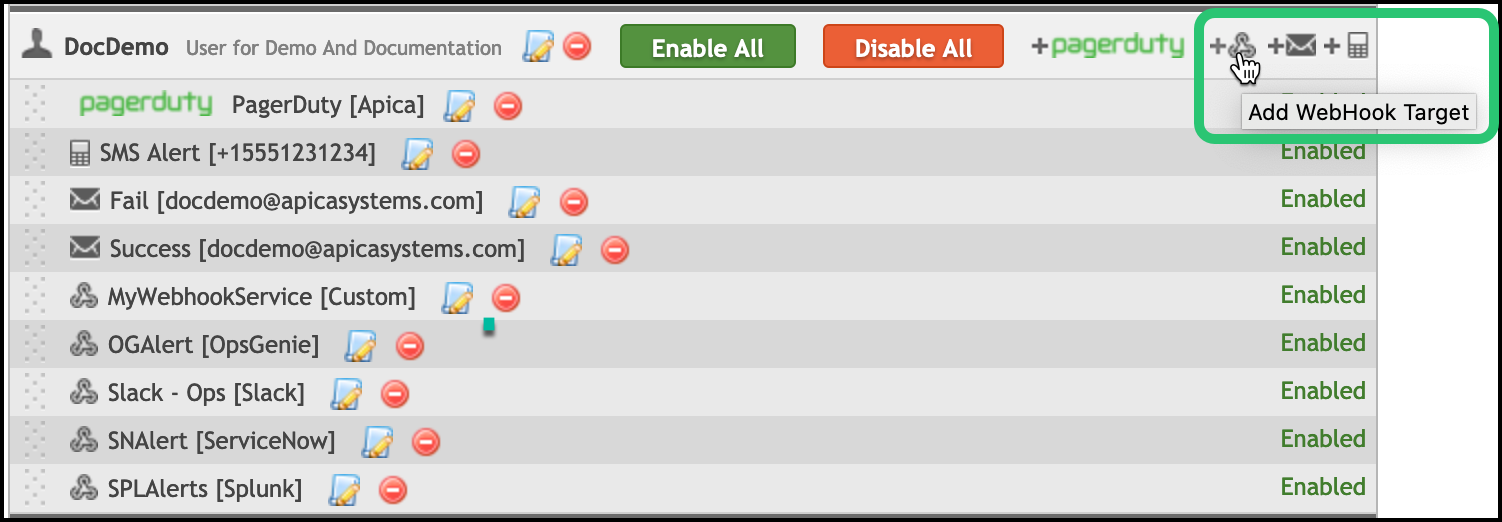 DocDemo User for Demo And Documentation Enable All Disable All +pagerduty + + +
Add WebHook Target
pagerduty PagerDuty [Apica]
SMS Alert [+15551231234] Enabled
Fail [docdemo@apicasystems.com] Enabled
Success [docdemo@apicasystems.com] Enabled
MyWebhookService [Custom] Enabled
OGAlert [OpsGenie] Enabled
Slack - Ops [Slack] Enabled
SNAlert [ServiceNow] Enabled
SPLAlerts [Splunk] Enabled